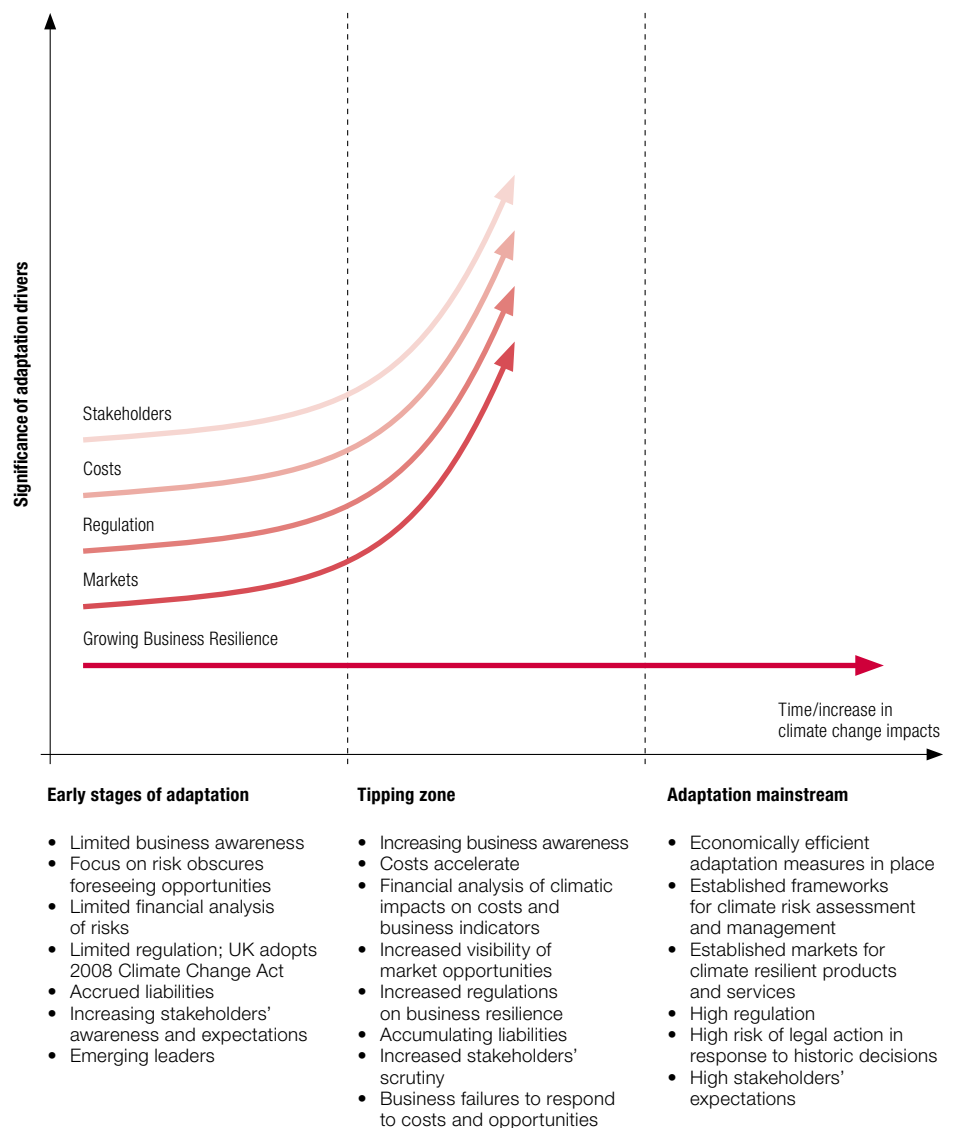 Significance of adaptation drivers
Stakeholders
Costs
Regulation
Markets
Growing Business Resilience
Time/increase in
climate change impacts
Early stages of adaptation
• Limited business awareness
• Focus on risk obscures
foreseeing opportunities
• Limited financial analysis
of risks
• Limited regulation; UK adopts
2008 Climate Change Act
• Accrued liabilities
• Increasing stakeholders’
awareness and expectations
• Emerging leaders
Tipping zone
• Increasing business awareness
• Costs accelerate
• Financial analysis of climatic
impacts on costs and
business indicators
• Increased visibility of
market opportunities
• Increased regulations
on business resilience
• Accumulating liabilities
• Increased stakeholders’
scrutiny
• Business failures to respond
to costs and opportunities
Adaptation mainstream
• Economically efficient
adaptation measures in place
• Established frameworks
for climate risk assessment
and management
• Established markets for
climate resilient products
and services
• High regulation
• High risk of legal action in
response to historic decisions
• High stakeholders’
expectations